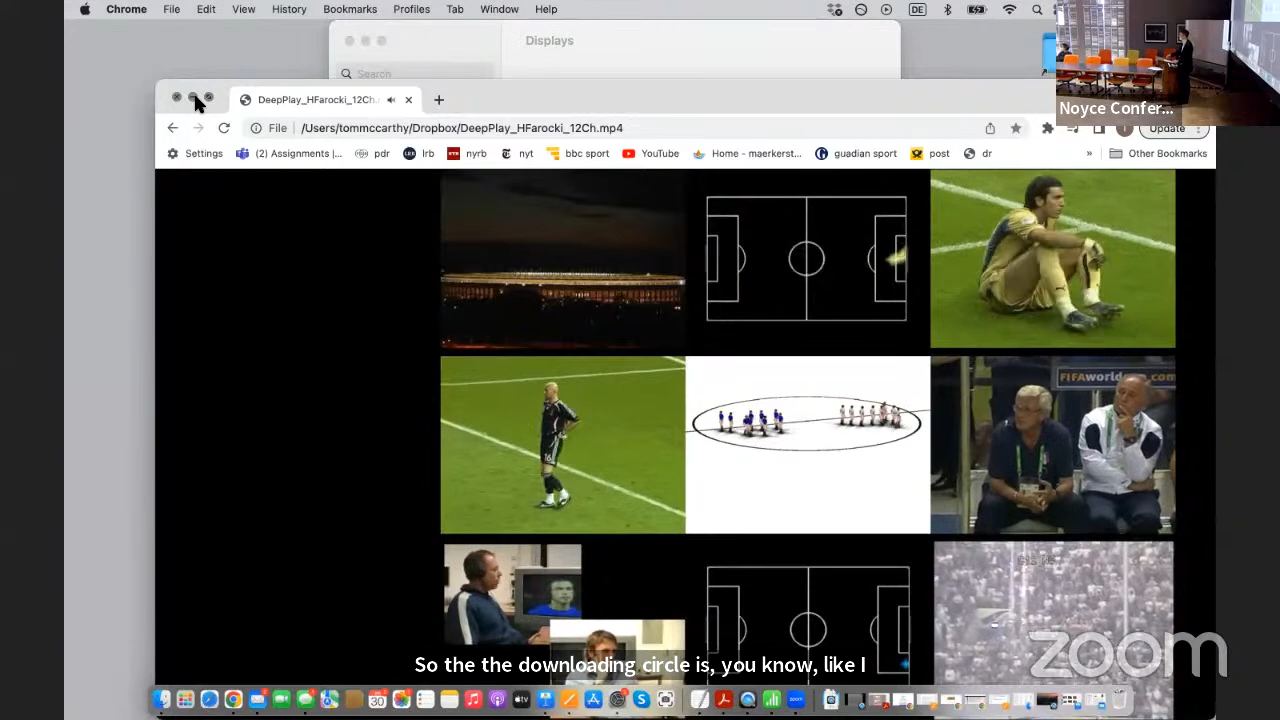 Chrome File Edit View History Bookmarks Profiles Tab Window Help DE
Displays
Search
Noyce Confer...
DeepPlay_HFarocki_12Ch.
File /Users/tommccarthy/Dropbox/DeepPlay_HFarocki_12Ch.mp4 Update
Settings (2) Assignments |... pdr lrb nyrb nyt bbc sport YouTube Home - maerkerst... guadian sport post dr » Other Bookmarks
FIFAworldcup.com
16
So the the downloading circle is, you know, like I
zoom